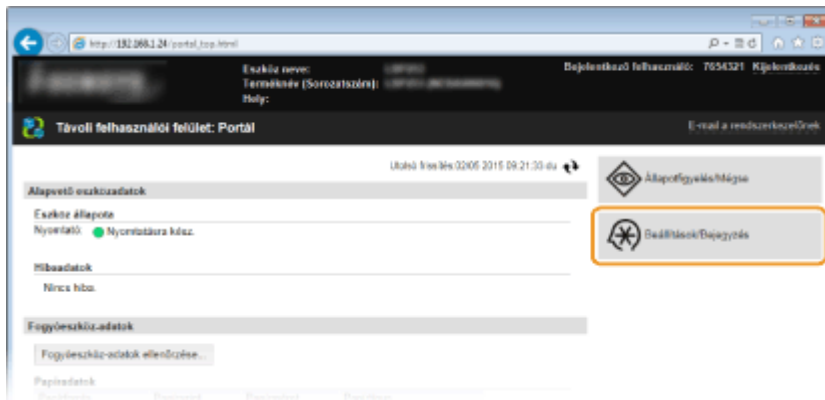 http://192.168.1.24/portal_top.html
Eszköz neve:
Terméknév (Sorozatszám):
Hely:
Bejelentkező felhasználó: 7654321 Kijelentkezés
Távoli felhasználói felület: Portál
E-mail a rendszerkezelőnek
Utolsó frissítés:02/05 2015 09:21:33 du.
Állapotfigyelés/Mégse
Alapvető eszközadatok
Eszköz állapota
Nyomtató: Nyomtatásra kész.
Beállítások/Bejegyzés
Hibaadatok
Nincs hiba.
Fogyóeszköz-adatok
Fogyóeszköz-adatok ellenőrzése...
Papíradatok